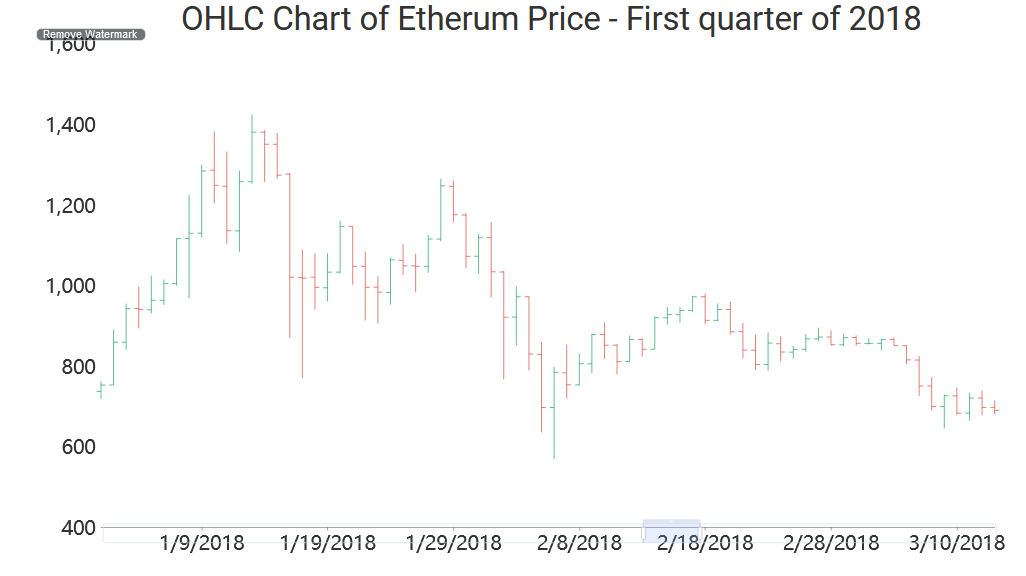 OHLC Chart of Etherum Price - First quarter of 2018
Remove Watermark
1,600
1,400
1,200
1,000
800
600
400
1/9/2018 1/19/2018 1/29/2018 2/8/2018 2/18/2018 2/28/2018 3/10/2018